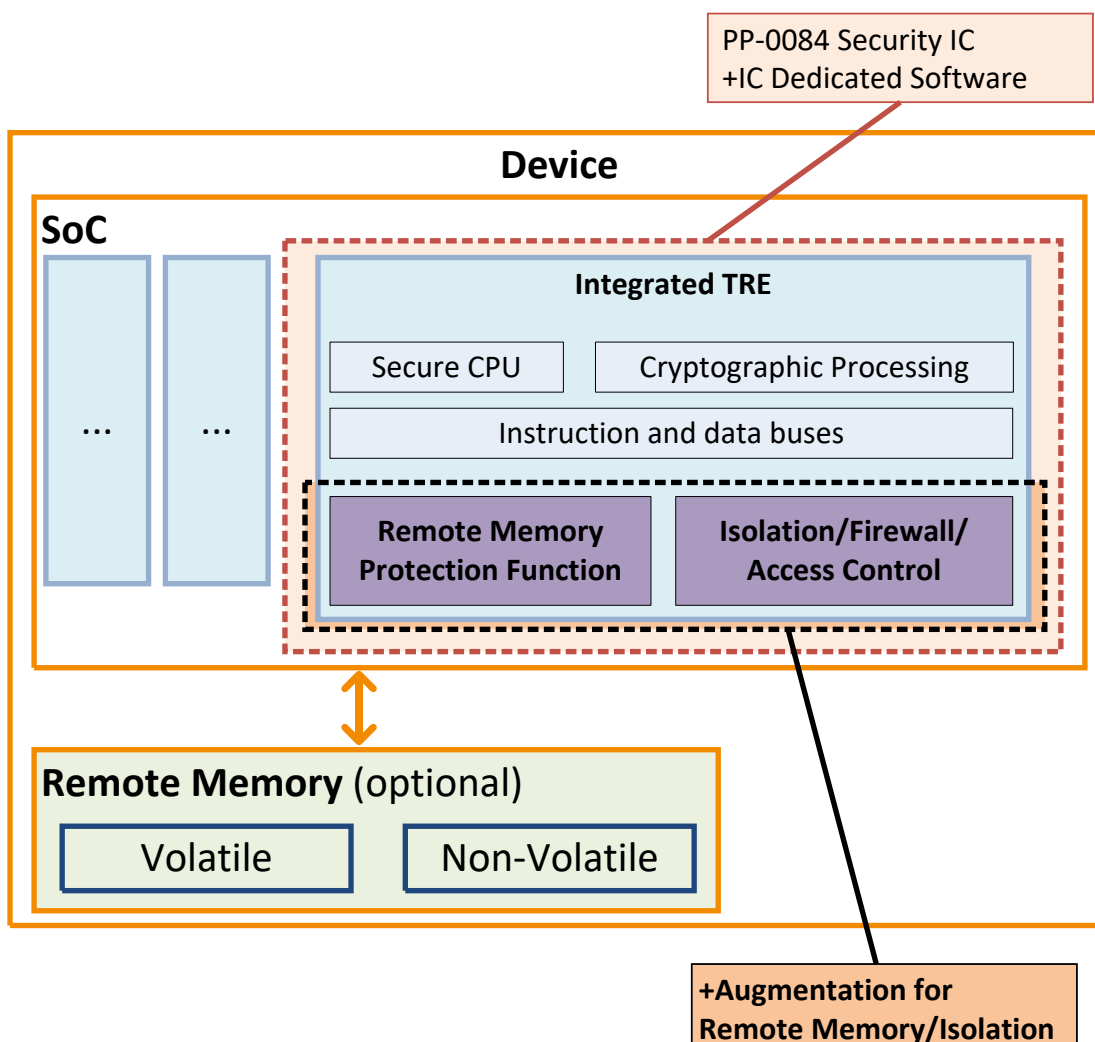 PP-0084 Security IC
+IC Dedicated Software
Device
SoC
...
...
Integrated TRE
Secure CPU
Cryptographic Processing
Instruction and data buses
Remote Memory
Protection Function
Isolation/Firewall/
Access Control
Remote Memory (optional)
Volatile
Non-Volatile
+Augmentation for
Remote Memory/Isolation